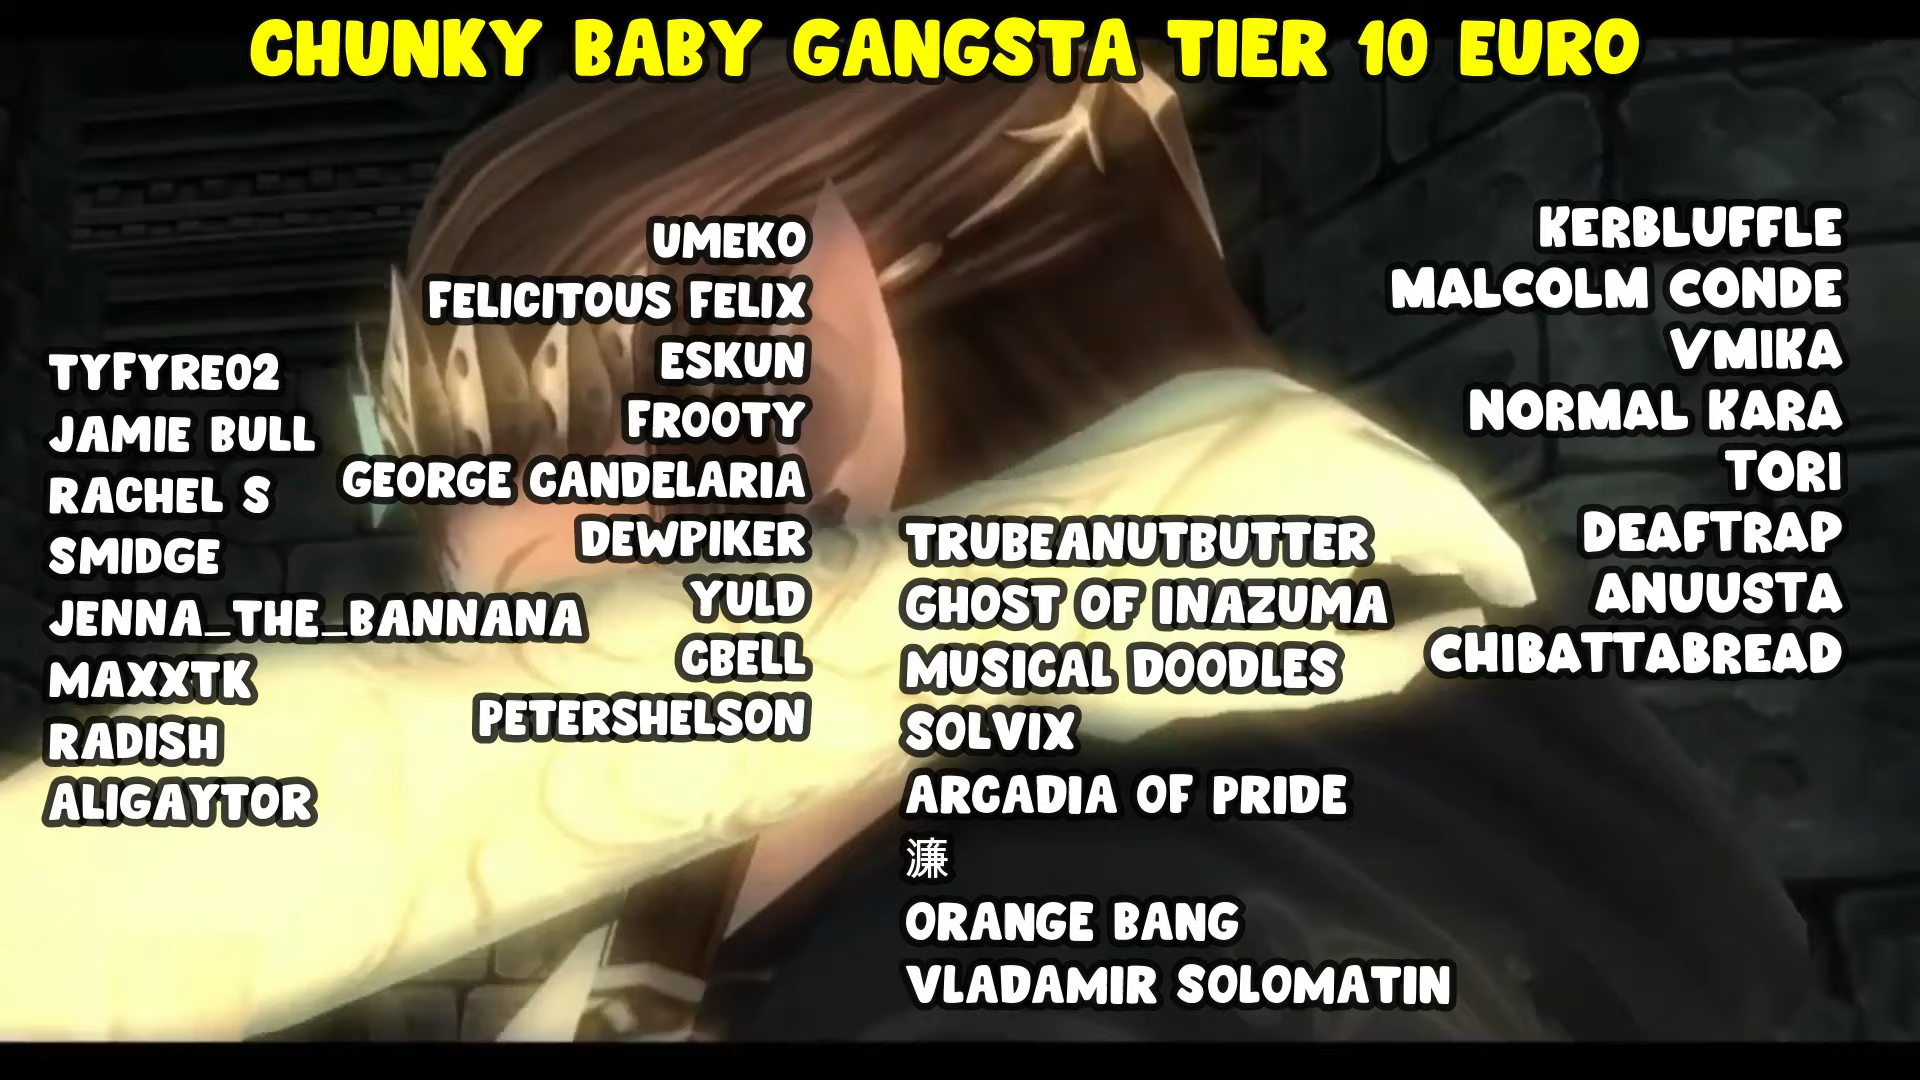 CHUNKY BABY GANGSTA TIER 10 EURO
TYFYRE02
JAMIE BULL
RACHEL S
SMIDGE
JENNA_THE_BANNANA
MAXXTK
RADISH
ALIGAYTOR
UMEKO
FELICITOUS FELIX
ESKUN
FROOTY
GEORGE CANDELARIA
DEWPIKER
YULD
CBELL
PETERSHELSON
TRUBEANUTBUTTER
GHOST OF INAZUMA
MUSICAL DOODLES
SOLVIX
ARCADIA OF PRIDE
濂
ORANGE BANG
VLADAMIR SOLOMATIN
KERBLUFFLE
MALCOLM CONDE
VMIKA
NORMAL KARA
TORI
DEAFTRAP
ANUUSTA
CHIBATTABREAD